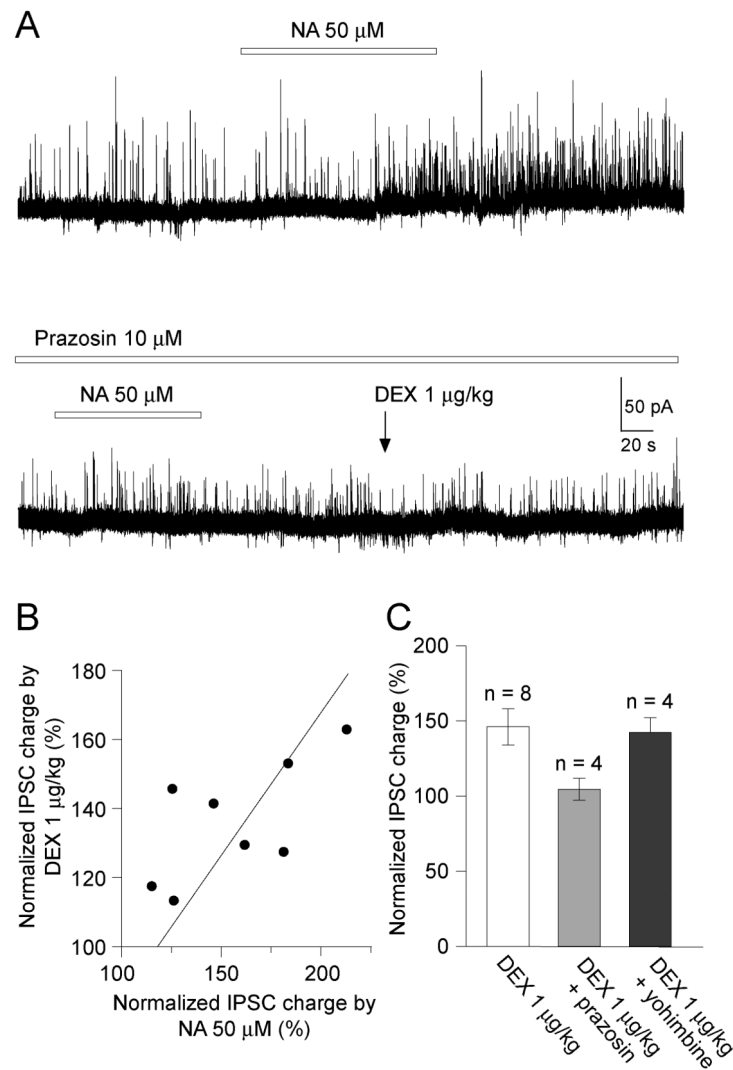 A
NA 50 μM
Prazosin 10 μM
NA 50 μM
DEX 1 μg/kg
50 pA
20 s
B
Normalized IPSC charge by
DEX 1 μg/kg (%)
180
160
140
120
100
100
150
200
Normalized IPSC charge by
NA 50 μM (%)
C
Normalized IPSC charge (%)
200
150
100
50
0
n = 8
n = 4
n = 4
DEX 1 μg/kg
DEX 1 μg/kg
+ prazosin
DEX 1 μg/kg
+ yohimbine